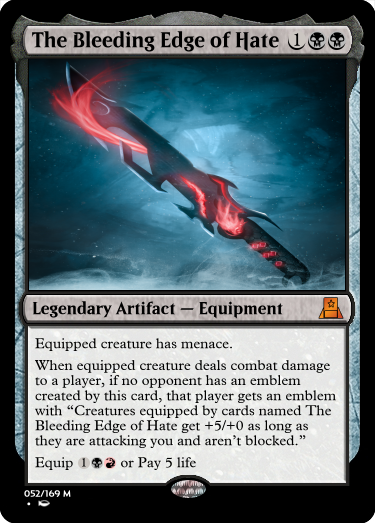 The Bleeding Edge of Hate 1
Legendary Artifact — Equipment
Equipped creature has menace.
When equipped creature deals combat damage
to a player, if no opponent has an emblem
created by this card, that player gets an emblem
with “Creatures equipped by cards named The
Bleeding Edge of Hate get +5/+0 as long as
they are attacking you and aren’t blocked.”
Equip 1 or Pay 5 life
052/169 M